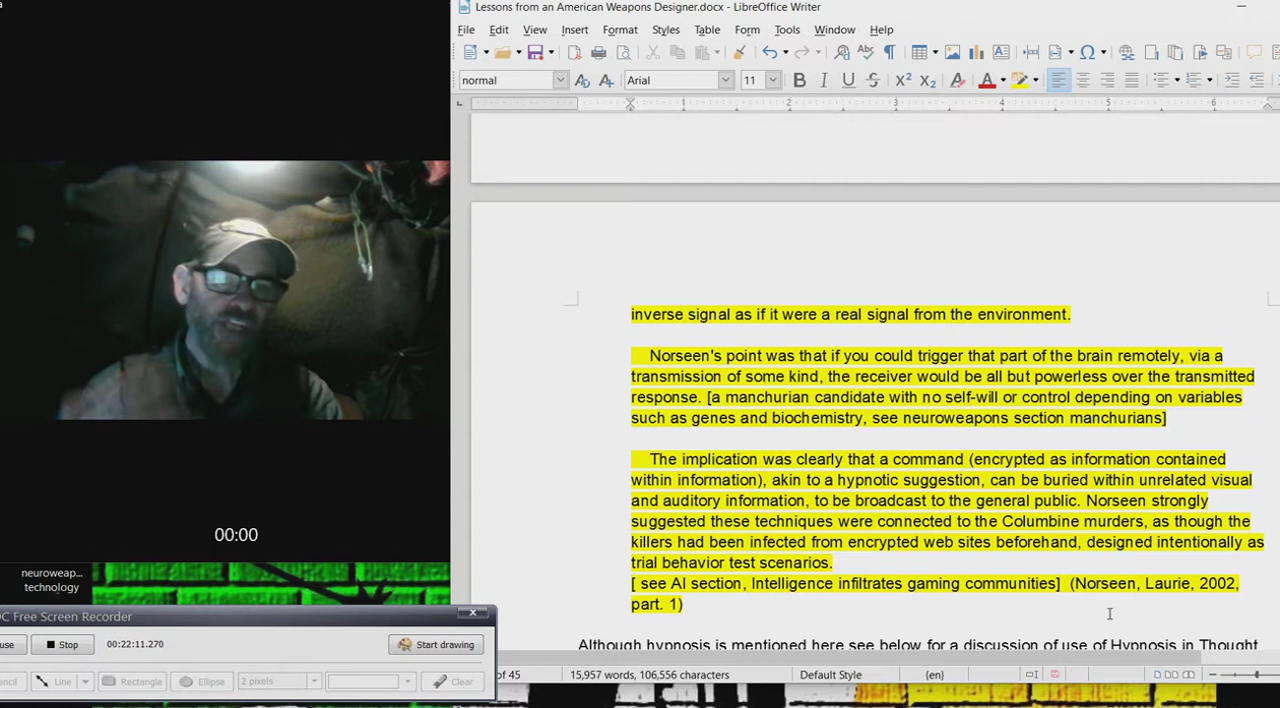 Lessons from an American Weapons Designer.docx - LibreOffice Writer
File Edit View Insert Format Styles Table Form Tools Window Help
normal Arial 11
1 2 3 4 5 6
inverse signal as if it were a real signal from the environment.
Norseen's point was that if you could trigger that part of the brain remotely, via a
transmission of some kind, the receiver would be all but powerless over the transmitted
response. [a manchurian candidate with no self-will or control depending on variables
such as genes and biochemistry, see neuroweapons section manchurians]
The implication was clearly that a command (encrypted as information contained
within information), akin to a hypnotic suggestion, can be buried within unrelated visual
and auditory information, to be broadcast to the general public. Norseen strongly
suggested these techniques were connected to the Columbine murders, as though the
killers had been infected from encrypted web sites beforehand, designed intentionally as
trial behavior test scenarios.
[ see AI section, Intelligence infiltrates gaming communities] (Norseen, Laurie, 2002,
part. 1)
Although hypnosis is mentioned here see below for a discussion of use of Hypnosis in Thought
of 45 15,957 words, 106,556 characters Default Style (en)
00:00
neuroweap...
technology
DC Free Screen Recorder
use Stop 00:22:11.270 Start drawing
encil Line Rectangle Ellipse 2 pixels Clear